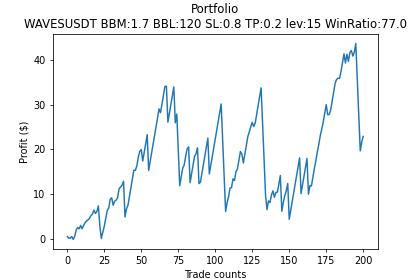 Portfolio
WAVESUSDT BBM:1.7 BBL:120 SL:0.8 TP:0.2 lev:15 WinRatio:77.0
Profit ($)
40
30
20
10
0
0 25 50 75 100 125 150 175 200
Trade counts